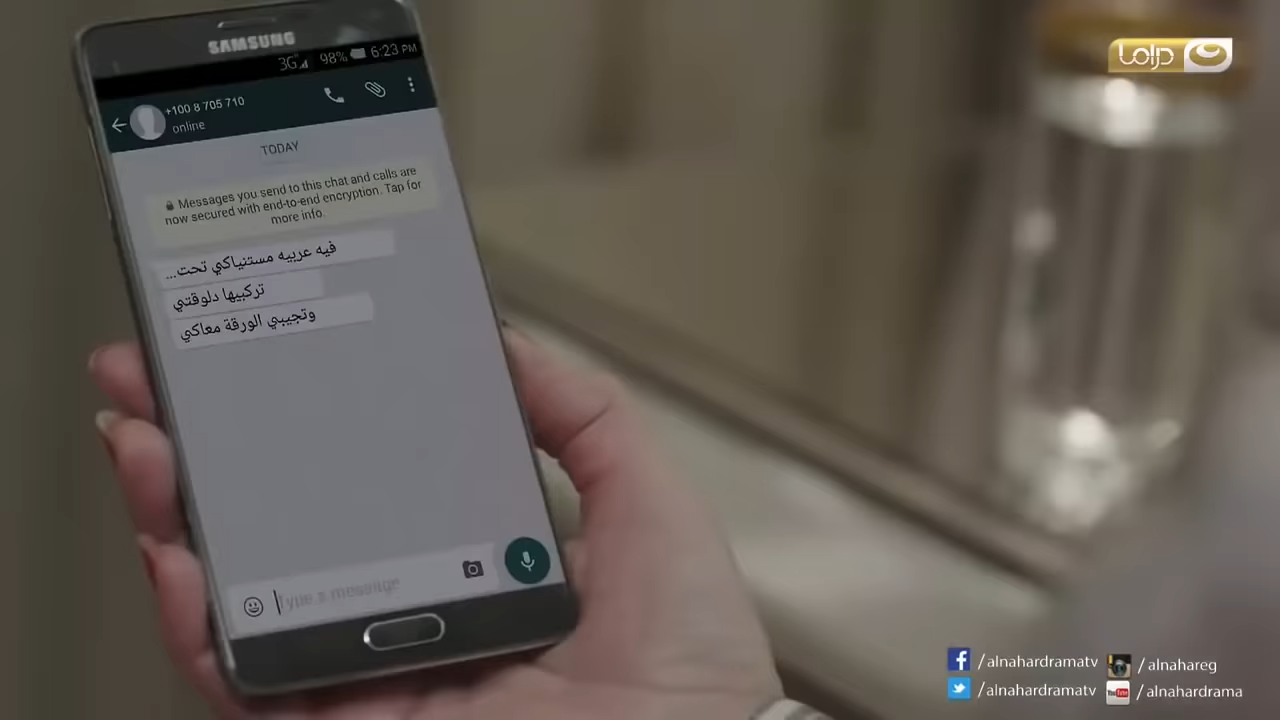 SAMSUNG
3G 98% 6:23 PM
+100 8 705 710
online
TODAY
Messages you send to this chat and calls are
now secured with end-to-end encryption. Tap for
more info.
فيه عربيه مستنياكي تحت...
تركبيها دلوقتي
وتجيبي الورقة معاكي
Type a message
دراما
/alnahardramatv
/alnahareg
/alnahardramatv
/alnahardrama